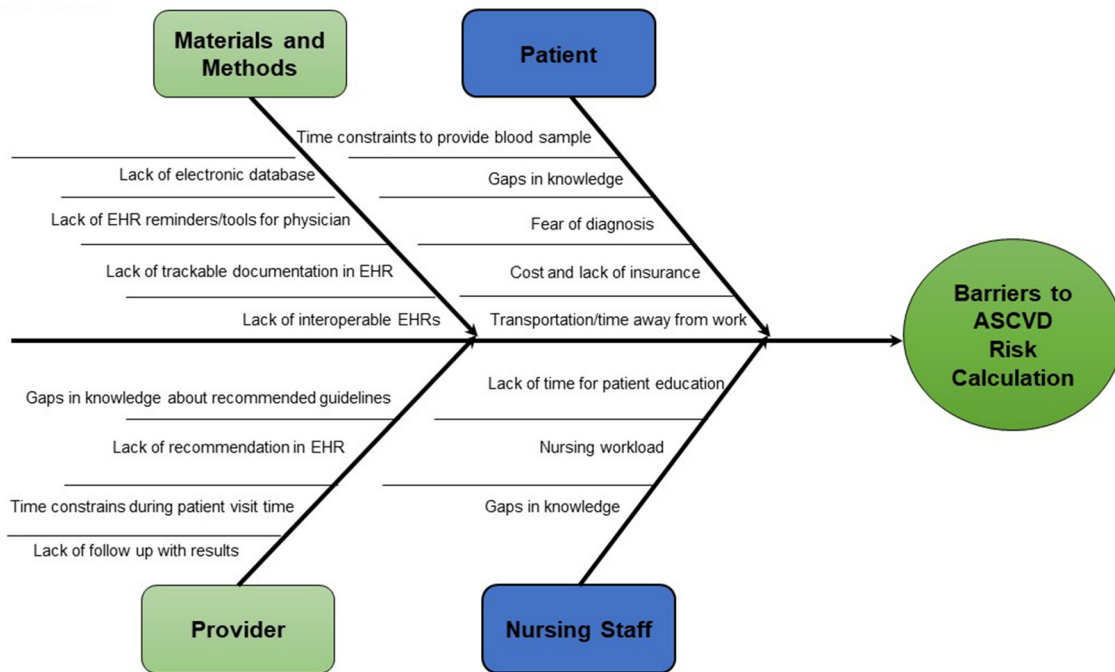 Materials and
Methods
Patient
Time constraints to provide blood sample
Lack of electronic database
Gaps in knowledge
Lack of EHR reminders/tools for physician
Fear of diagnosis
Lack of trackable documentation in EHR
Cost and lack of insurance
Lack of interoperable EHRs
Transportation/time away from work
Barriers to
ASCVD
Risk
Calculation
Gaps in knowledge about recommended guidelines
Lack of time for patient education
Lack of recommendation in EHR
Nursing workload
Time constrains during patient visit time
Gaps in knowledge
Lack of follow up with results
Provider
Nursing Staff